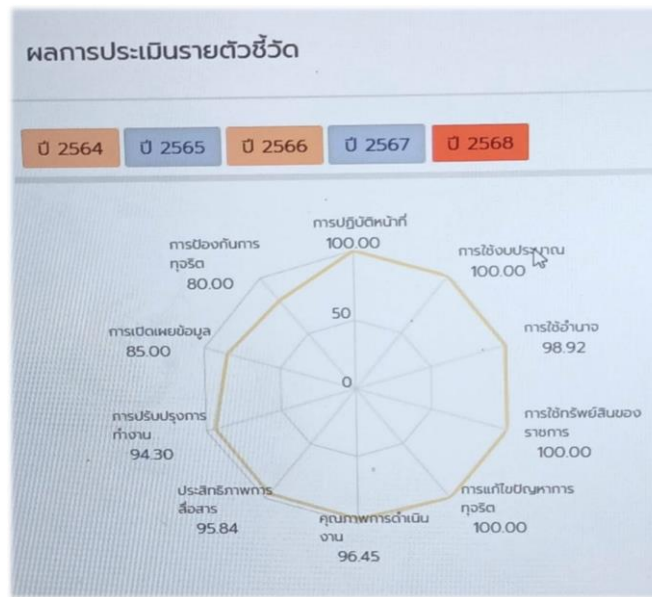 ผลการประเมินรายตัวชี้วัด
ปี 2564 ปี 2565 ปี 2566 ปี 2567 ปี 2568
การปฏิบัติหน้าที่
100.00
การใช้งบประมาณ
100.00
การใช้อำนาจ
98.92
การใช้ทรัพย์สินของ
ราชการ
100.00
การแก้ไขปัญหาการ
ทุจริต
100.00
คุณภาพการดำเนิน
งาน
96.45
ประสิทธิภาพการ
สื่อสาร
95.84
การปรับปรุงการ
ทำงาน
94.30
การเปิดเผยข้อมูล
85.00
การป้องกันการ
ทุจริต
80.00
50
0